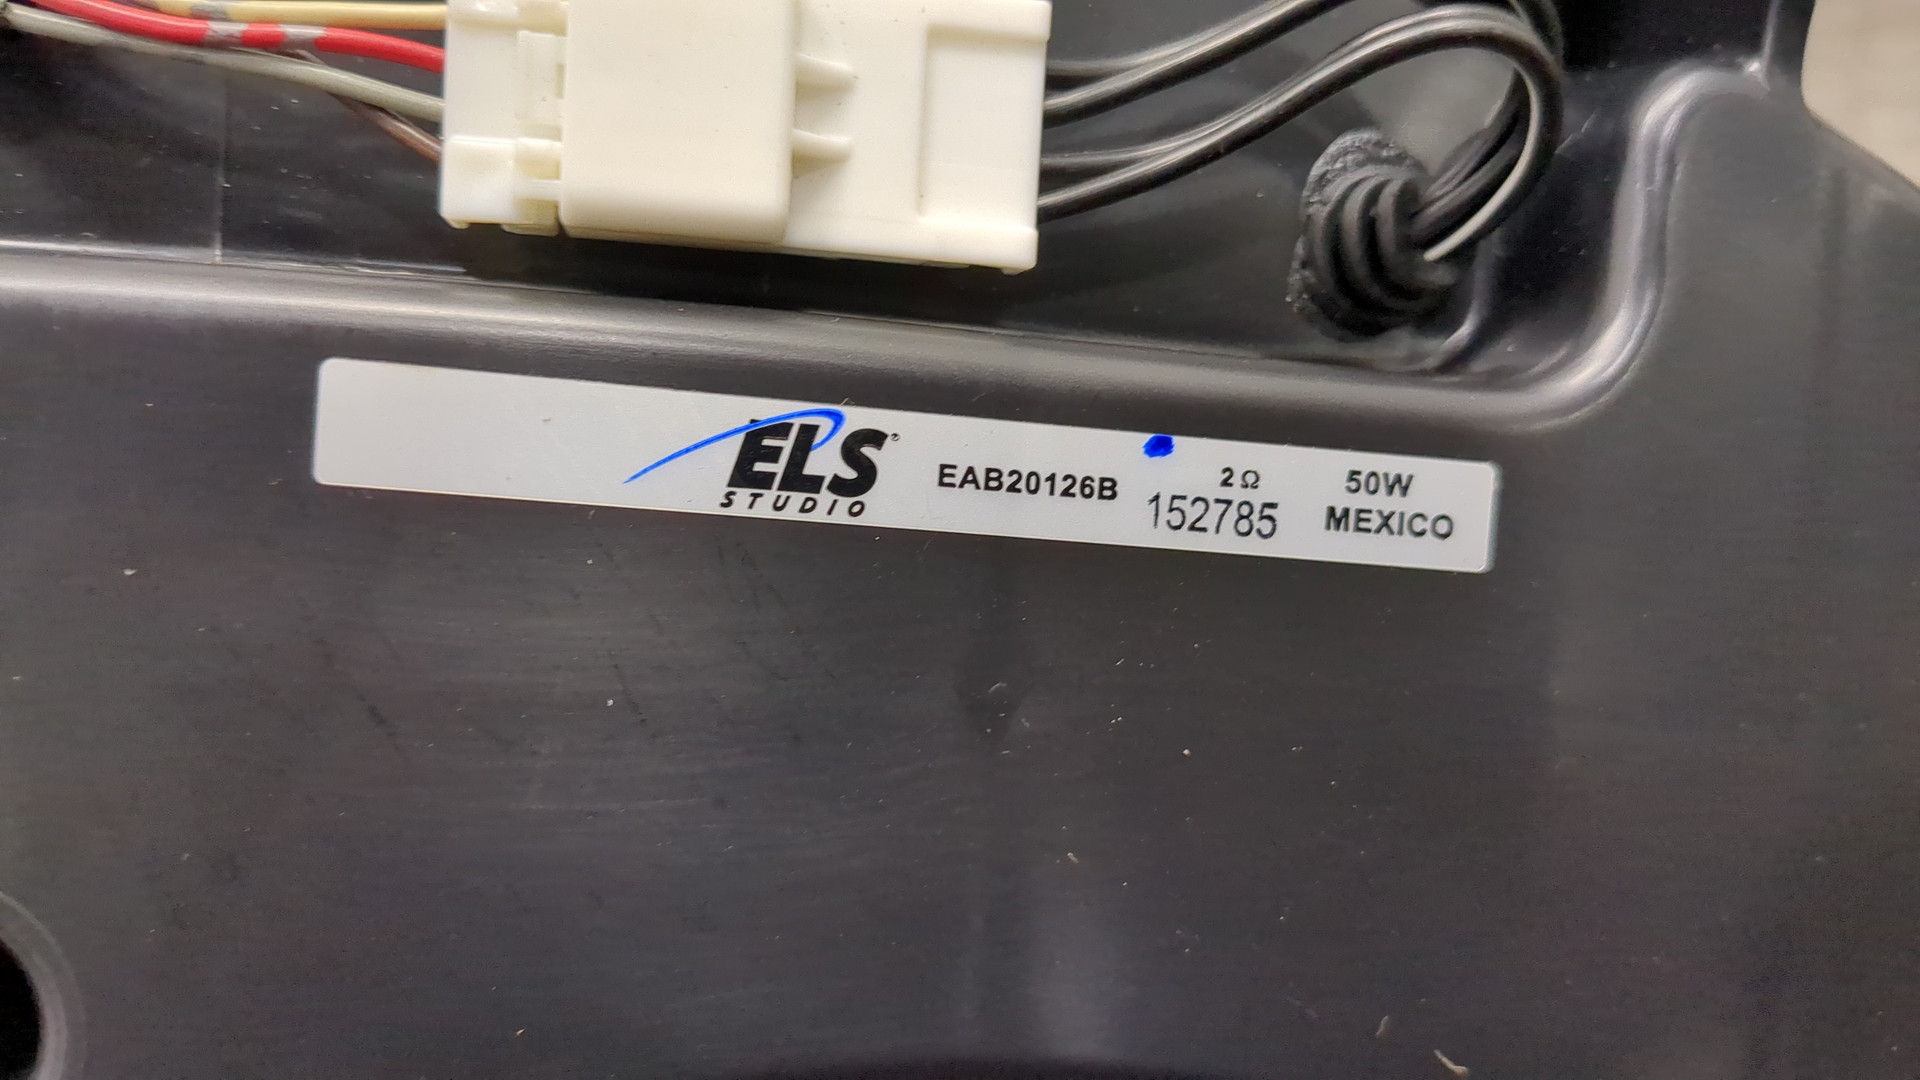 ELS®
STUDIO
EAB20126B
2Ω 50W
152785 MEXICO